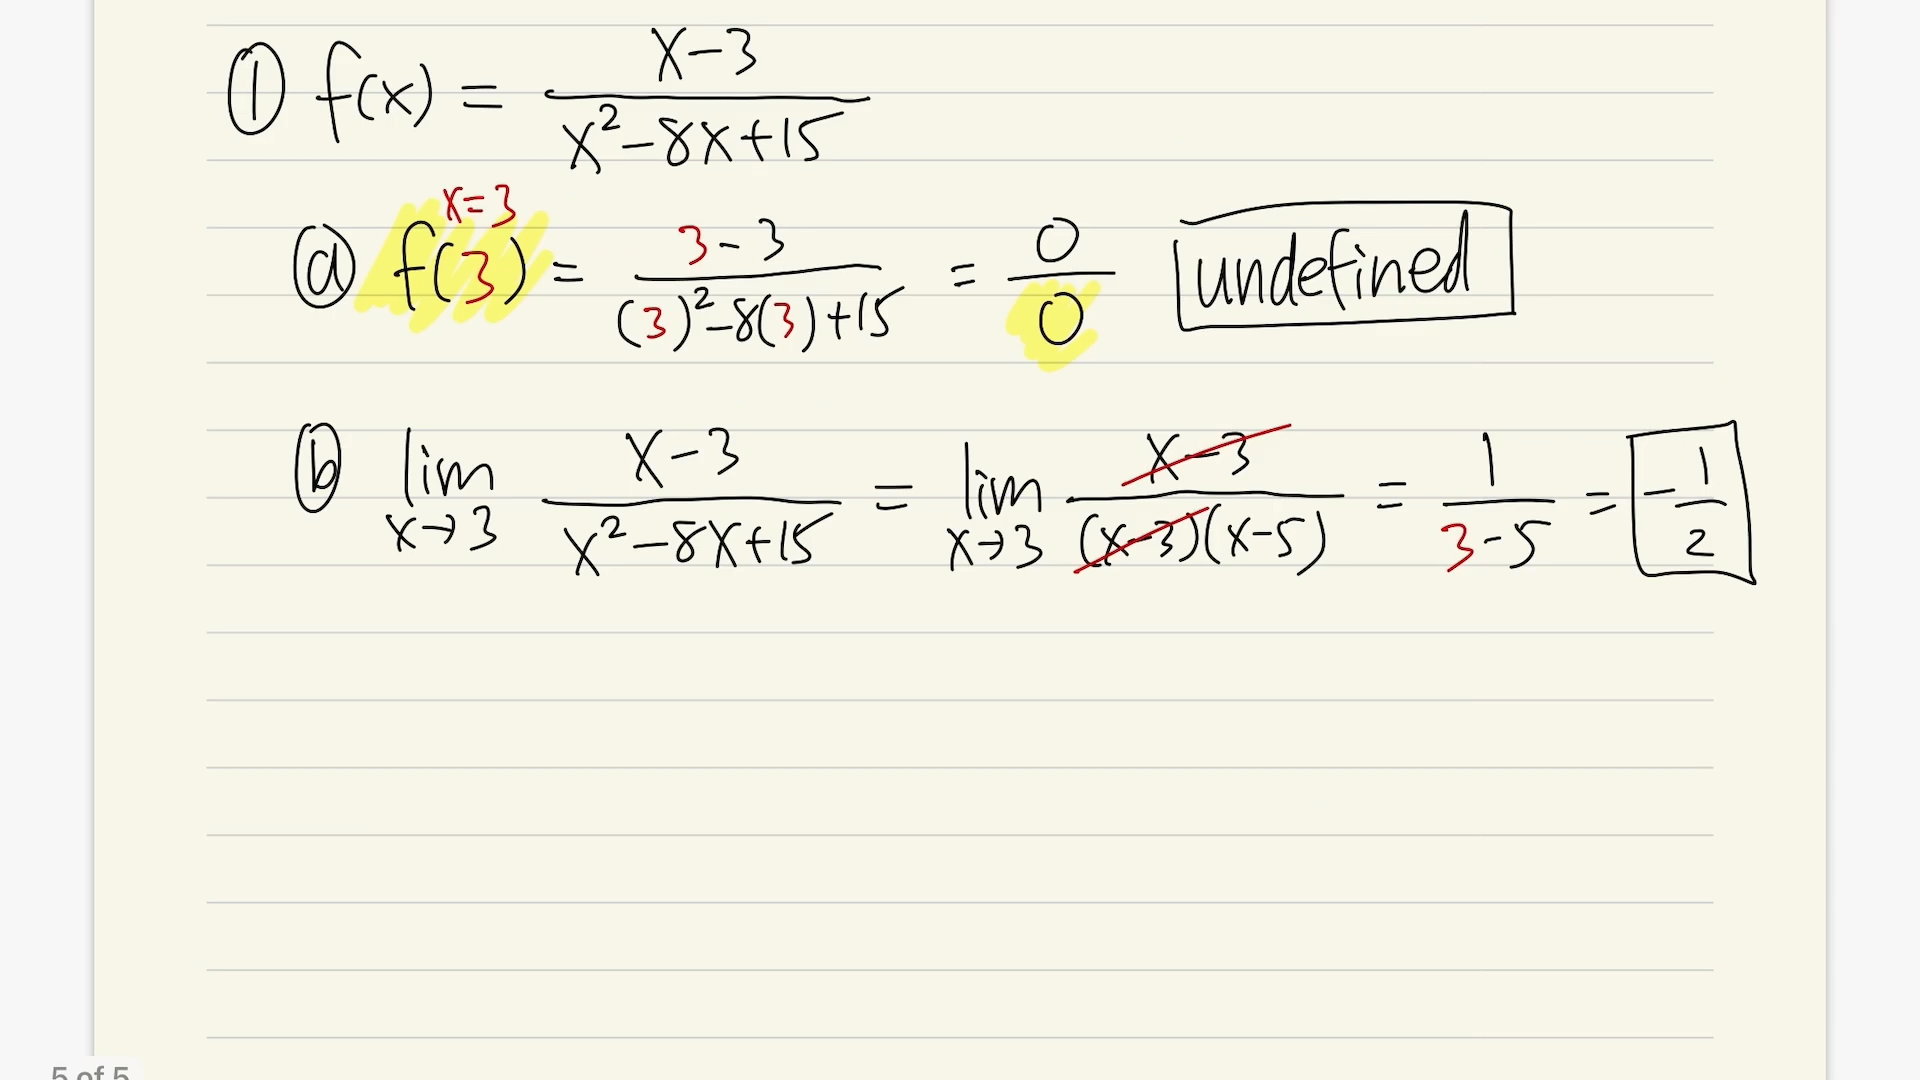 ① f(x) = (x-3)/(x²-8x+15)
x=3
ⓐ f(3) = (3-3)/((3)²-8(3)+15) = 0/0 undefined
ⓑ lim x→3 (x-3)/(x²-8x+15) = lim x→3 (x-3)/((x-3)(x-5)) = 1/(3-5) = -1/2
5 of 5